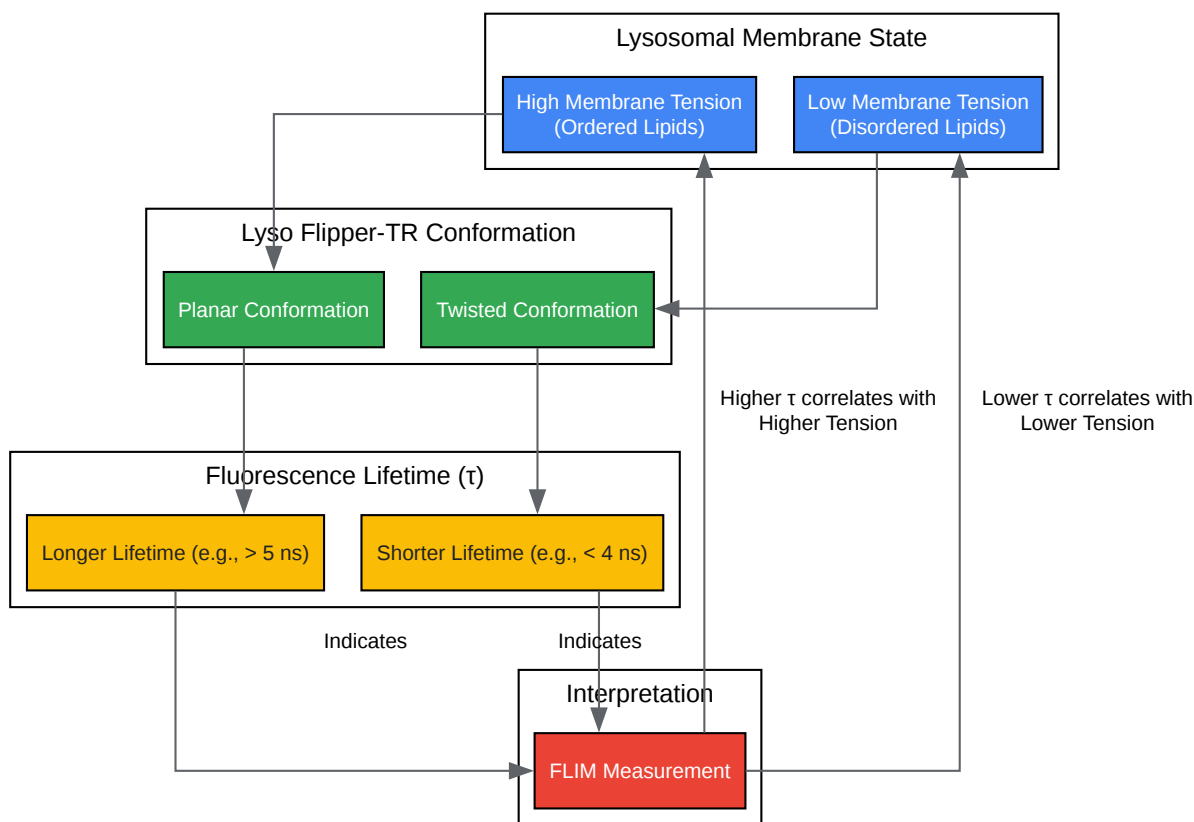 Lysosomal Membrane State
High Membrane Tension
(Ordered Lipids)
Low Membrane Tension
(Disordered Lipids)
Lyso Flipper-TR Conformation
Planar Conformation
Twisted Conformation
Higher τ correlates with
Higher Tension
Lower τ correlates with
Lower Tension
Fluorescence Lifetime (τ)
Longer Lifetime (e.g., > 5 ns)
Shorter Lifetime (e.g., < 4 ns)
Indicates
Indicates
Interpretation
FLIM Measurement